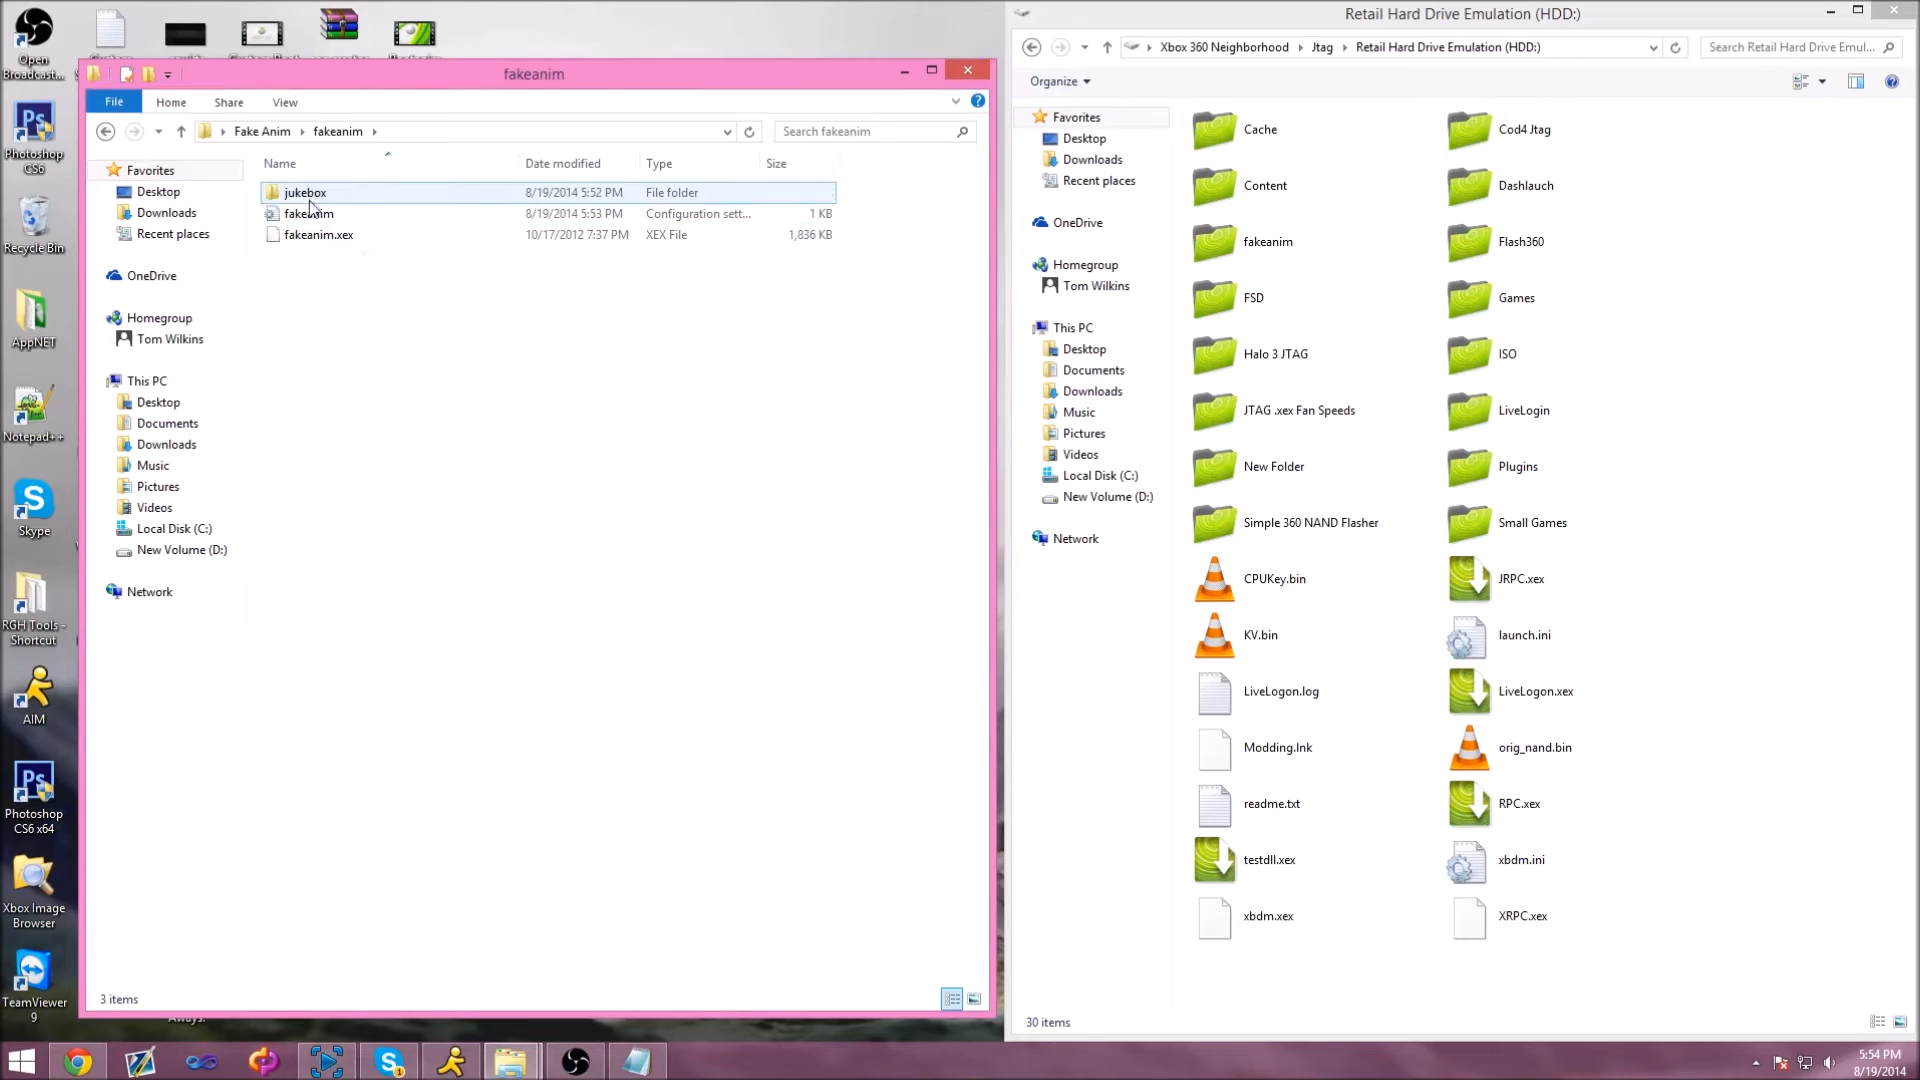 Open
Broadcast...
Photoshop
CS6
Recycle Bin
AppNET
Notepad++
Skype
RGH Tools -
Shortcut
AIM
Photoshop
CS6 x64
Xbox Image
Browser
TeamViewer
9
fakeanim
File
Home
Share
View
Fake Anim
fakeanim
Search fakeanim
Name
Date modified
Type
Size
jukebox
8/19/2014 5:52 PM
File folder
fakeanim
8/19/2014 5:53 PM
Configuration sett...
1 KB
fakeanim.xex
10/17/2012 7:37 PM
XEX File
1,836 KB
Favorites
Desktop
Downloads
Recent places
OneDrive
Homegroup
Tom Wilkins
This PC
Desktop
Documents
Downloads
Music
Pictures
Videos
Local Disk (C:)
New Volume (D:)
Network
3 items
Retail Hard Drive Emulation (HDD:)
Xbox 360 Neighborhood
Jtag
Retail Hard Drive Emulation (HDD:)
Search Retail Hard Drive Emul...
Organize
Favorites
Desktop
Downloads
Recent places
OneDrive
Homegroup
Tom Wilkins
This PC
Desktop
Documents
Downloads
Music
Pictures
Videos
Local Disk (C:)
New Volume (D:)
Network
Cache
Cod4 Jtag
Content
Dashlauch
fakeanim
Flash360
FSD
Games
Halo 3 JTAG
ISO
JTAG .xex Fan Speeds
LiveLogin
New Folder
Plugins
Simple 360 NAND Flasher
Small Games
CPUKey.bin
JRPC.xex
KV.bin
launch.ini
LiveLogon.log
LiveLogon.xex
Modding.lnk
orig_nand.bin
readme.txt
RPC.xex
testdll.xex
xbdm.ini
xbdm.xex
XRPC.xex
30 items
5:54 PM
8/19/2014